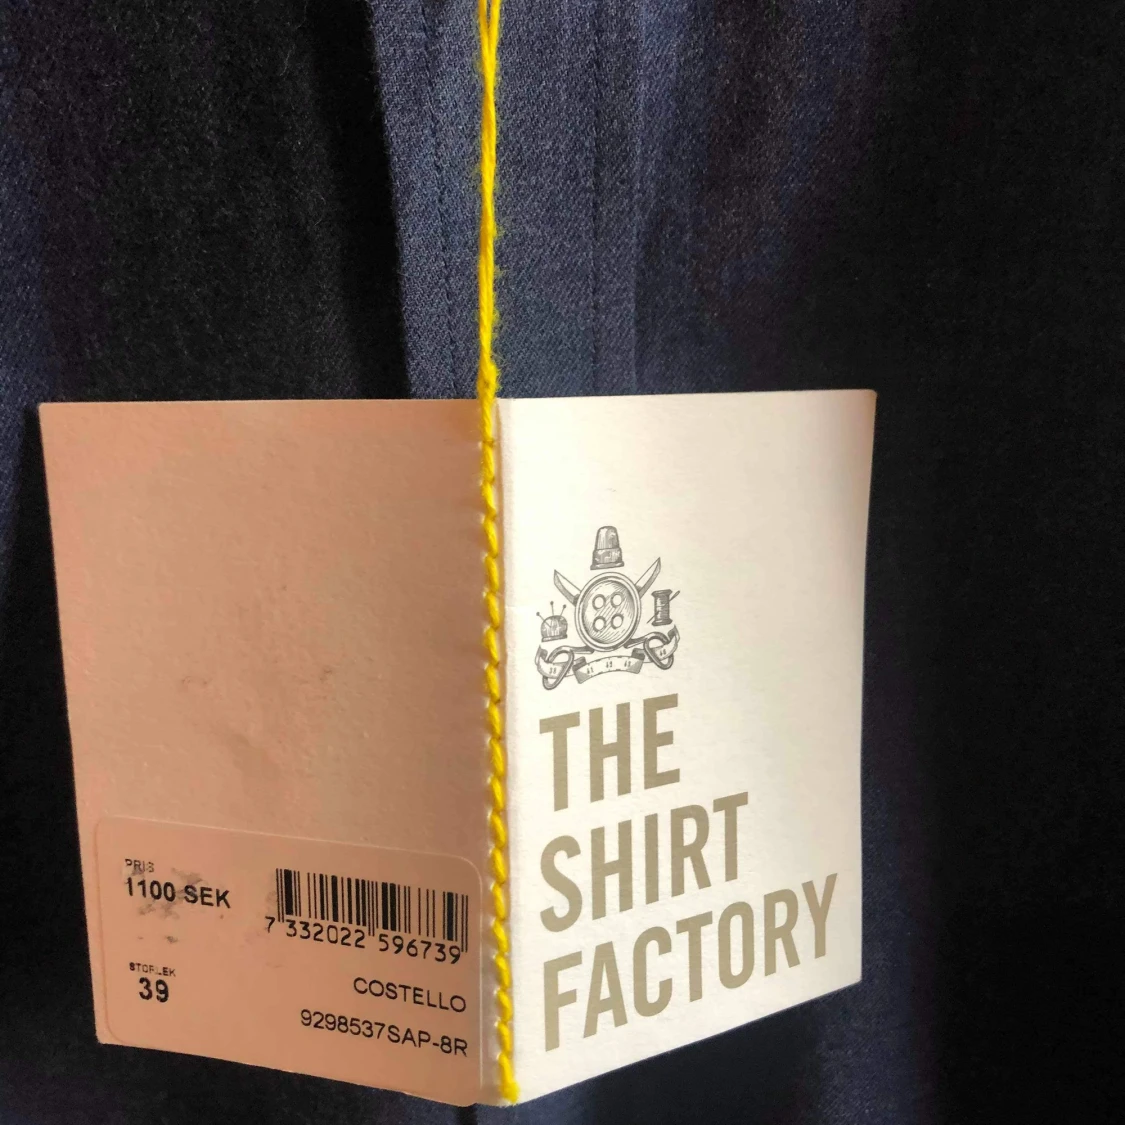 PRIS
1100 SEK
7 332022 596739
STORLEK
39
COSTELLO
9298537SAP-8R
THE
SHIRT
FACTORY